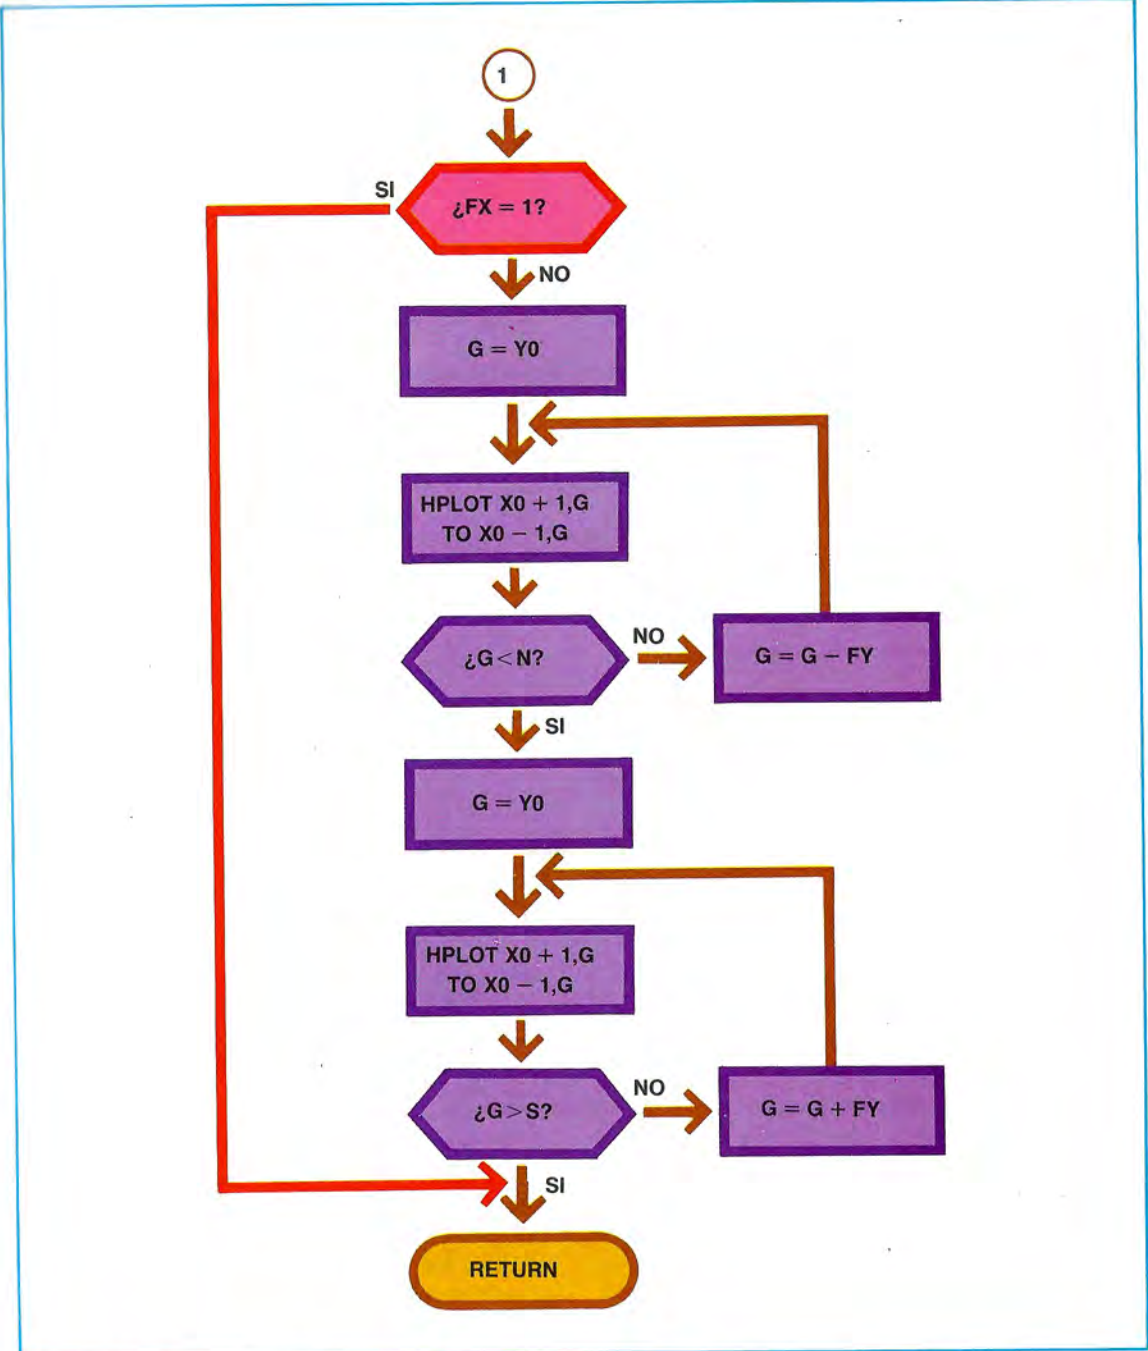 1
SI
¿FX = 1?
NO
G = Y0
HPLOT X0 + 1,G
TO X0 − 1,G
¿G<N?
NO
G = G − FY
SI
G = Y0
HPLOT X0 + 1,G
TO X0 − 1,G
¿G>S?
NO
G = G + FY
SI
RETURN